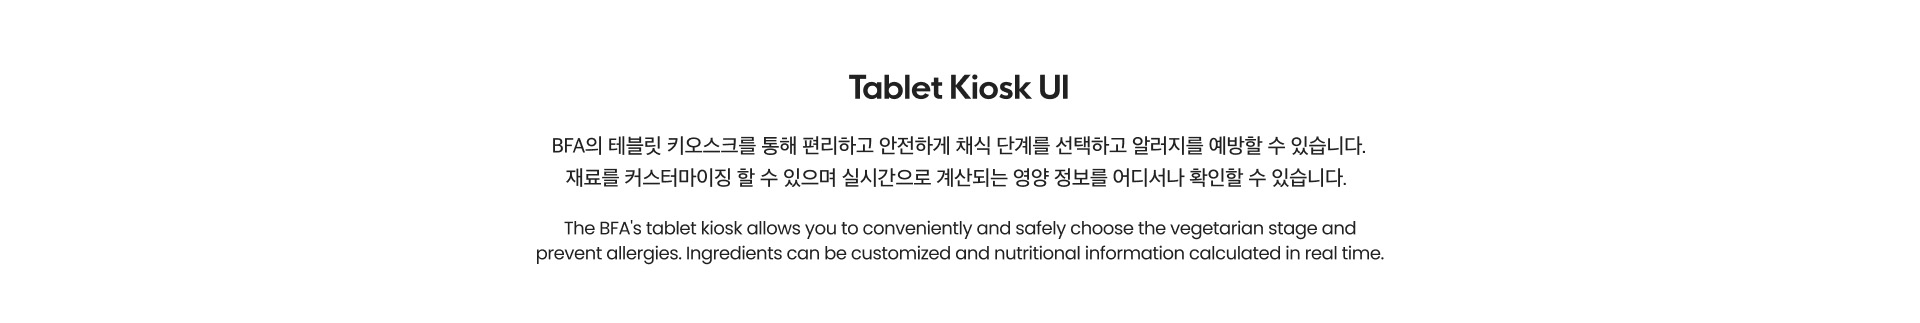 Tablet Kiosk UI
BFA의 테블릿 키오스크를 통해 편리하고 안전하게 채식 단계를 선택하고 알러지를 예방할 수 있습니다.
재료를 커스터마이징 할 수 있으며 실시간으로 계산되는 영양 정보를 어디서나 확인할 수 있습니다.
The BFA's tablet kiosk allows you to conveniently and safely choose the vegetarian stage and
prevent allergies. Ingredients can be customized and nutritional information calculated in real time.